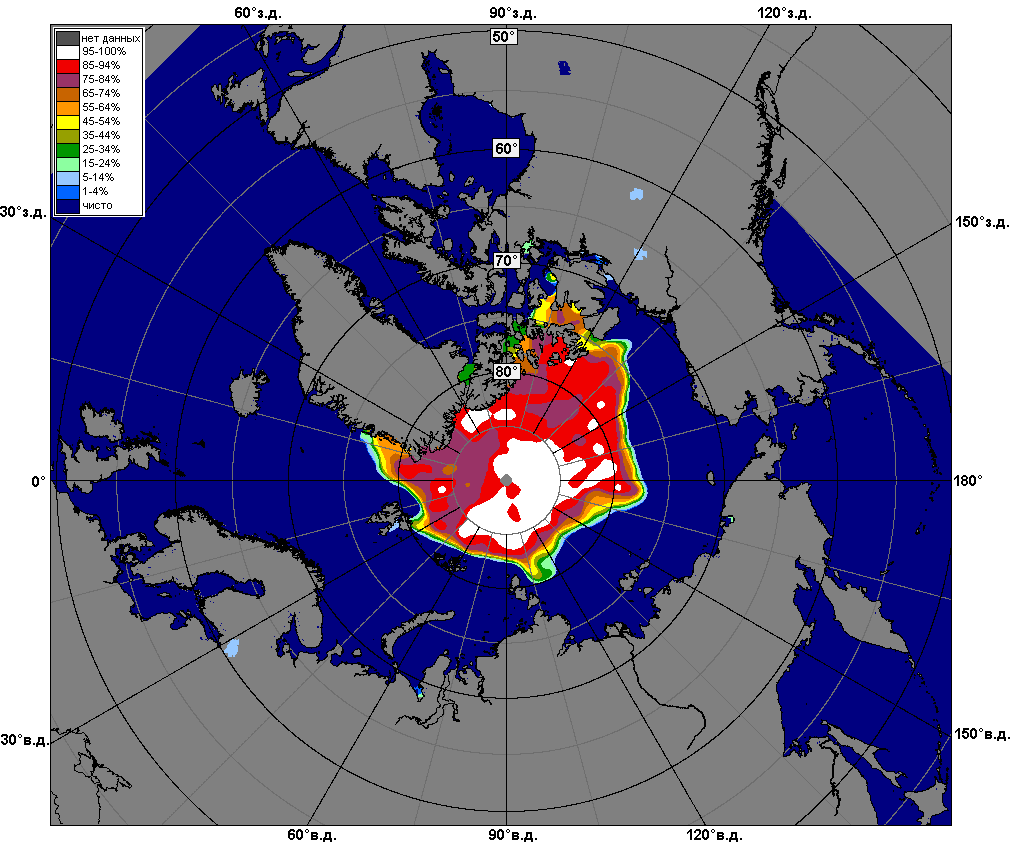 60°з.д.
90°з.д.
120°з.д.
нет данных
95-100%
85-94%
75-84%
65-74%
55-64%
45-54%
35-44%
25-34%
15-24%
5-14%
1-4%
чисто
50°
60°
70°
80°
30°з.д.
150°з.д.
0°
180°
30°в.д.
150°в.д.
60°в.д.
90°в.д.
120°в.д.